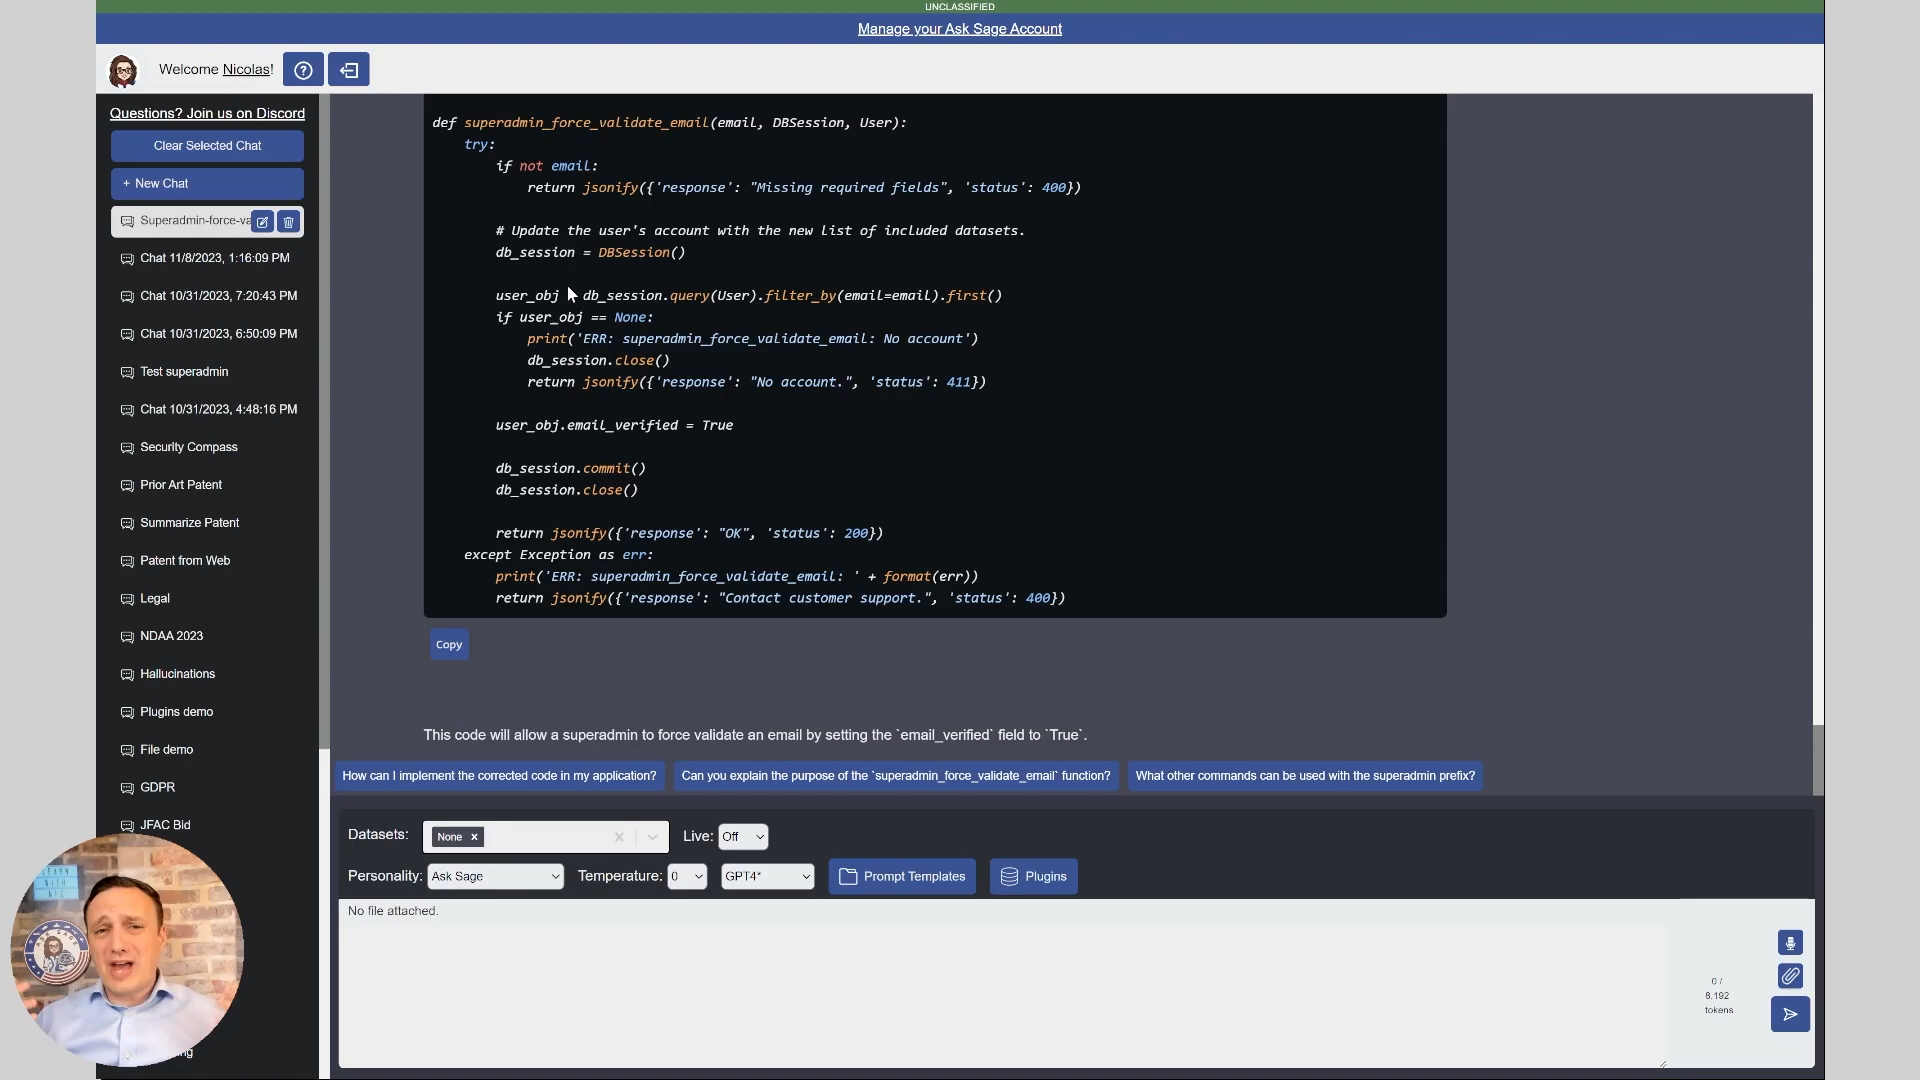 UNCLASSIFIED
Manage your Ask Sage Account
Welcome Nicolas!
Questions? Join us on Discord
Clear Selected Chat
+ New Chat
Superadmin-force-va
Chat 11/8/2023, 1:16:09 PM
Chat 10/31/2023, 7:20:43 PM
Chat 10/31/2023, 6:50:09 PM
Test superadmin
Chat 10/31/2023, 4:48:16 PM
Security Compass
Prior Art Patent
Summarize Patent
Patent from Web
Legal
NDAA 2023
Hallucinations
Plugins demo
File demo
GDPR
JFAC Bid
def superadmin_force_validate_email(email, DBSession, User):
try:
if not email:
return jsonify({'response': "Missing required fields", 'status': 400})
# Update the user's account with the new list of included datasets.
db_session = DBSession()
user_obj db_session.query(User).filter_by(email=email).first()
if user_obj == None:
print('ERR: superadmin_force_validate_email: No account')
db_session.close()
return jsonify({'response': "No account.", 'status': 411})
user_obj.email_verified = True
db_session.commit()
db_session.close()
return jsonify({'response': "OK", 'status': 200})
except Exception as err:
print('ERR: superadmin_force_validate_email: ' + format(err))
return jsonify({'response': "Contact customer support.", 'status': 400})
Copy
This code will allow a superadmin to force validate an email by setting the `email_verified` field to `True`.
How can I implement the corrected code in my application?
Can you explain the purpose of the `superadmin_force_validate_email` function?
What other commands can be used with the superadmin prefix?
Datasets: None × Live: Off
Personality: Ask Sage Temperature: 0 GPT4* Prompt Templates Plugins
No file attached.
0 /
8,192
tokens
LEARN
WITH
NIC
ASK SAGE